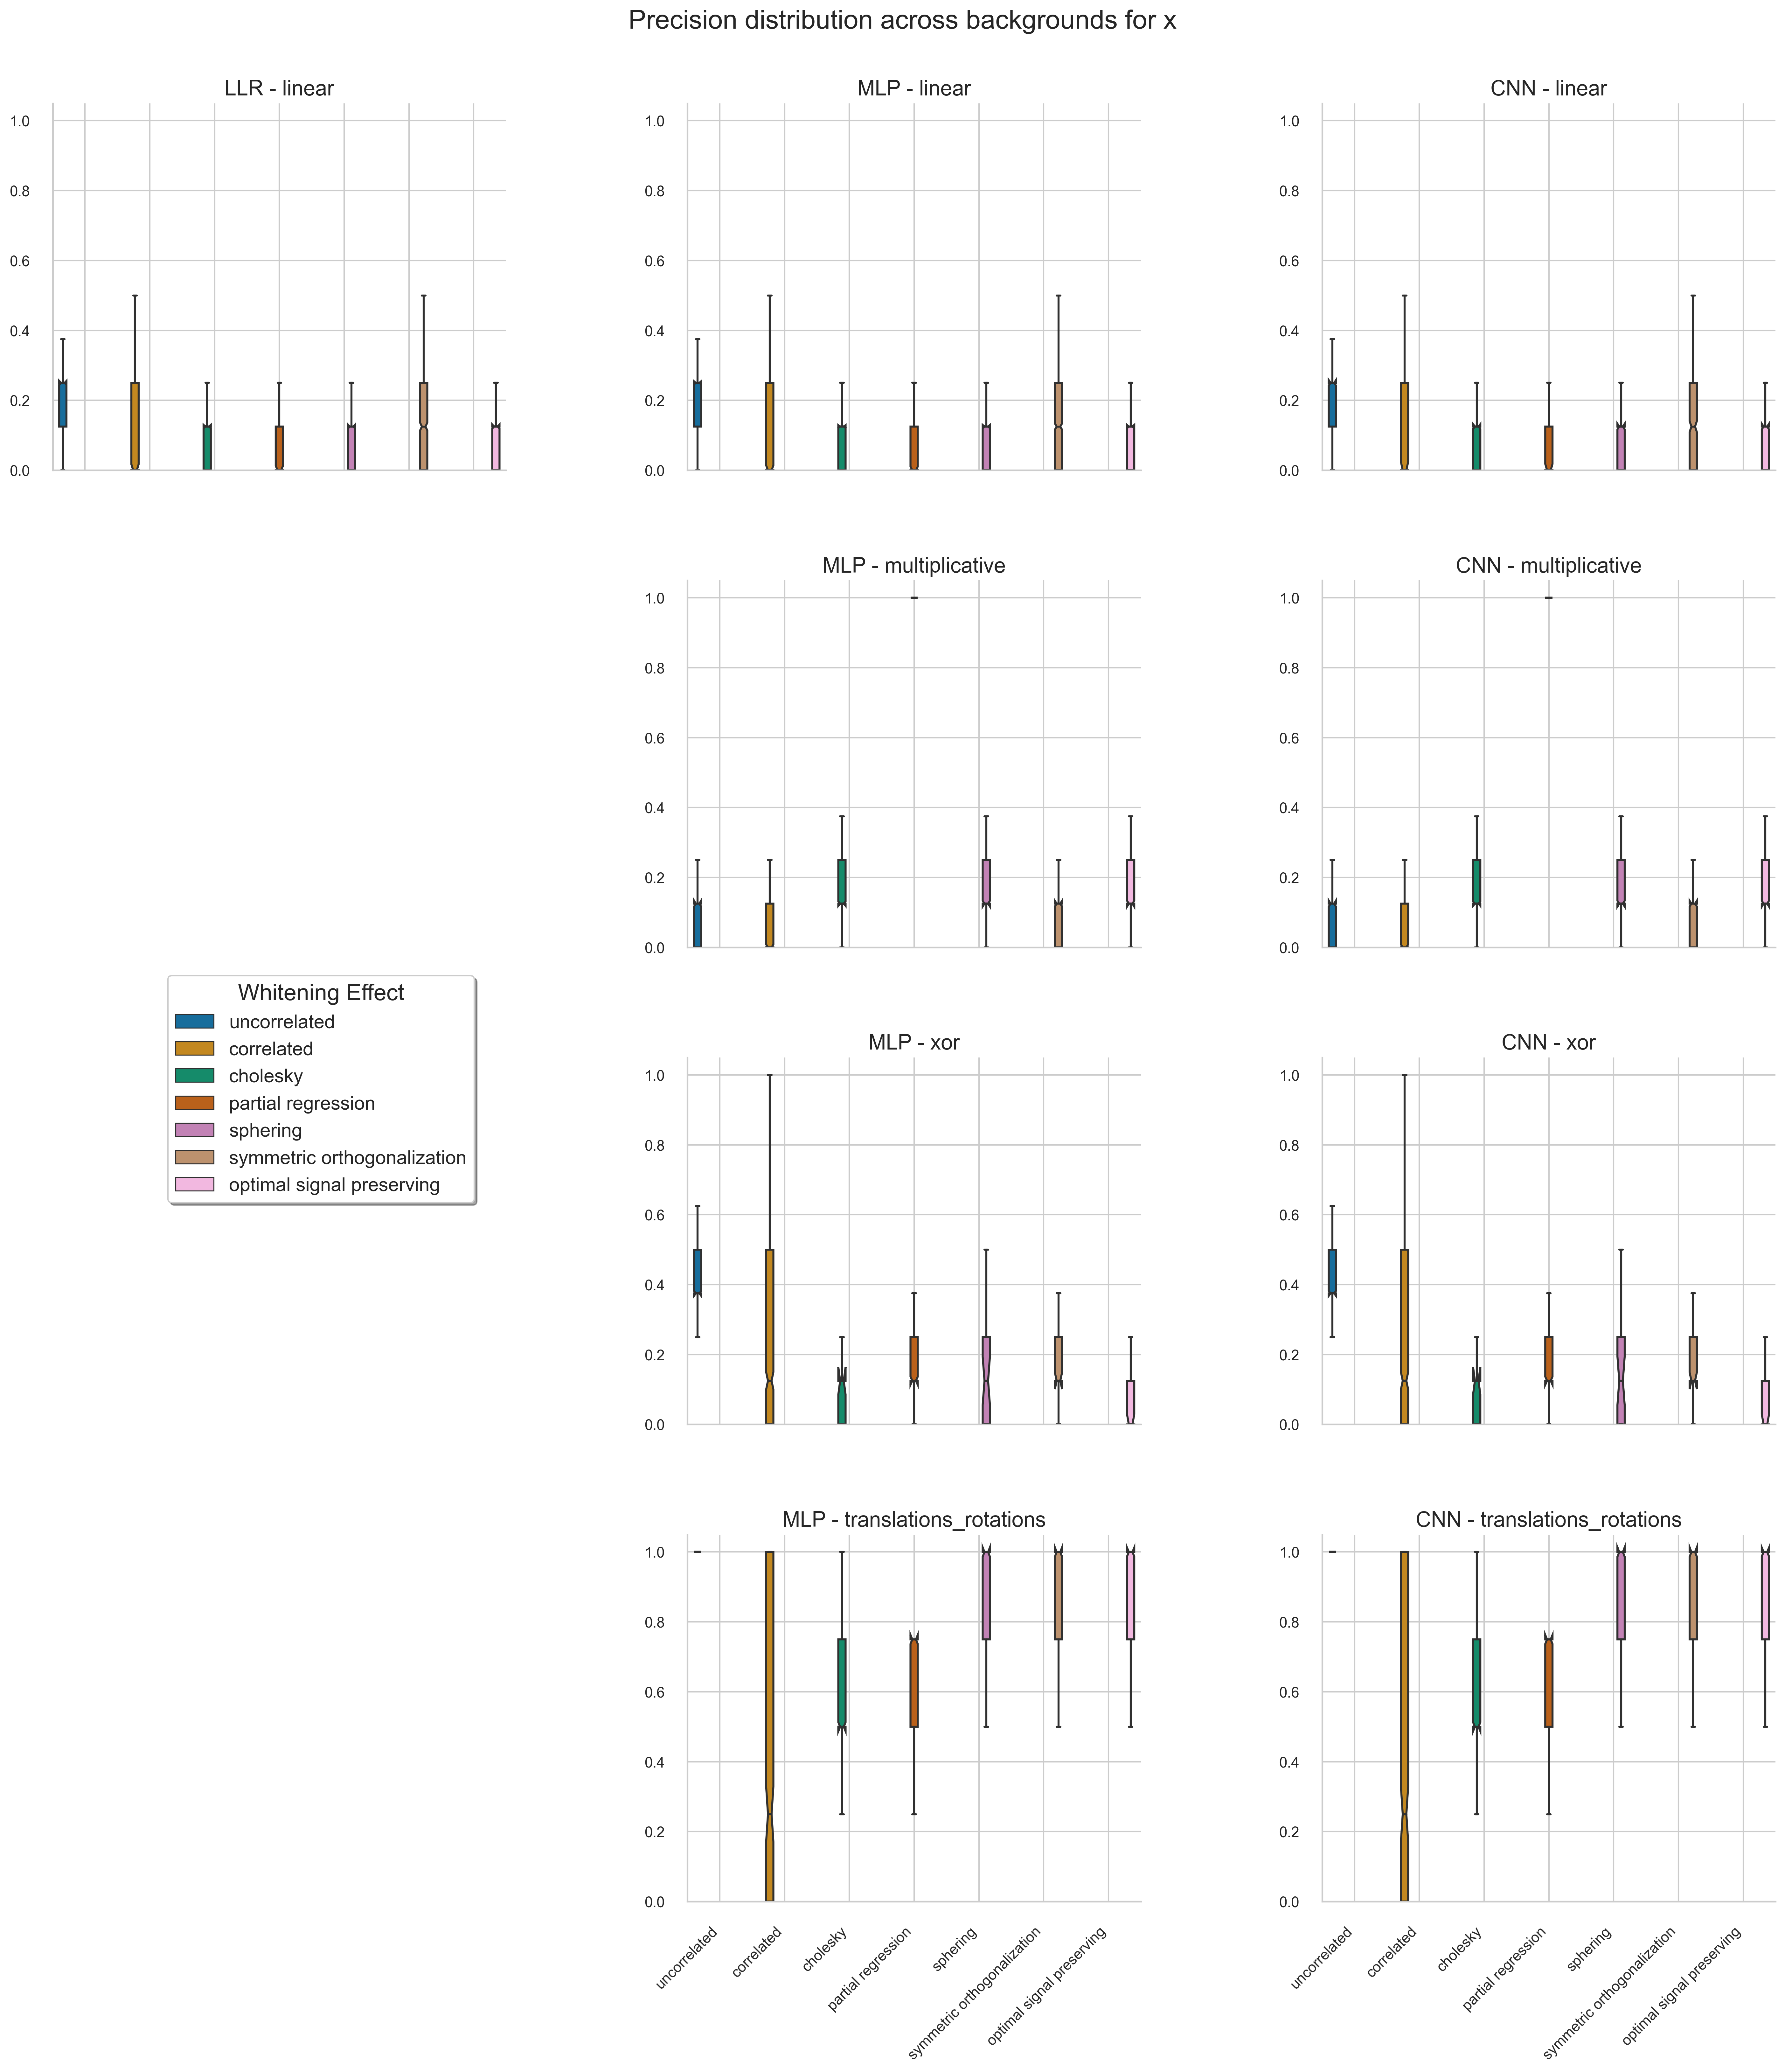 Precision distribution across backgrounds for x
LLR - linear
1.0
0.8
0.6
0.4
0.2
0.0
MLP - linear
1.0
0.8
0.6
0.4
0.2
0.0
CNN - linear
1.0
0.8
0.6
0.4
0.2
0.0
MLP - multiplicative
1.0
0.8
0.6
0.4
0.2
0.0
CNN - multiplicative
1.0
0.8
0.6
0.4
0.2
0.0
Whitening Effect
uncorrelated
correlated
cholesky
partial regression
sphering
symmetric orthogonalization
optimal signal preserving
MLP - xor
1.0
0.8
0.6
0.4
0.2
0.0
CNN - xor
1.0
0.8
0.6
0.4
0.2
0.0
MLP - translations_rotations
1.0
0.8
0.6
0.4
0.2
0.0
uncorrelated
correlated
cholesky
partial regression
sphering
symmetric orthogonalization
optimal signal preserving
CNN - translations_rotations
1.0
0.8
0.6
0.4
0.2
0.0
uncorrelated
correlated
cholesky
partial regression
sphering
symmetric orthogonalization
optimal signal preserving